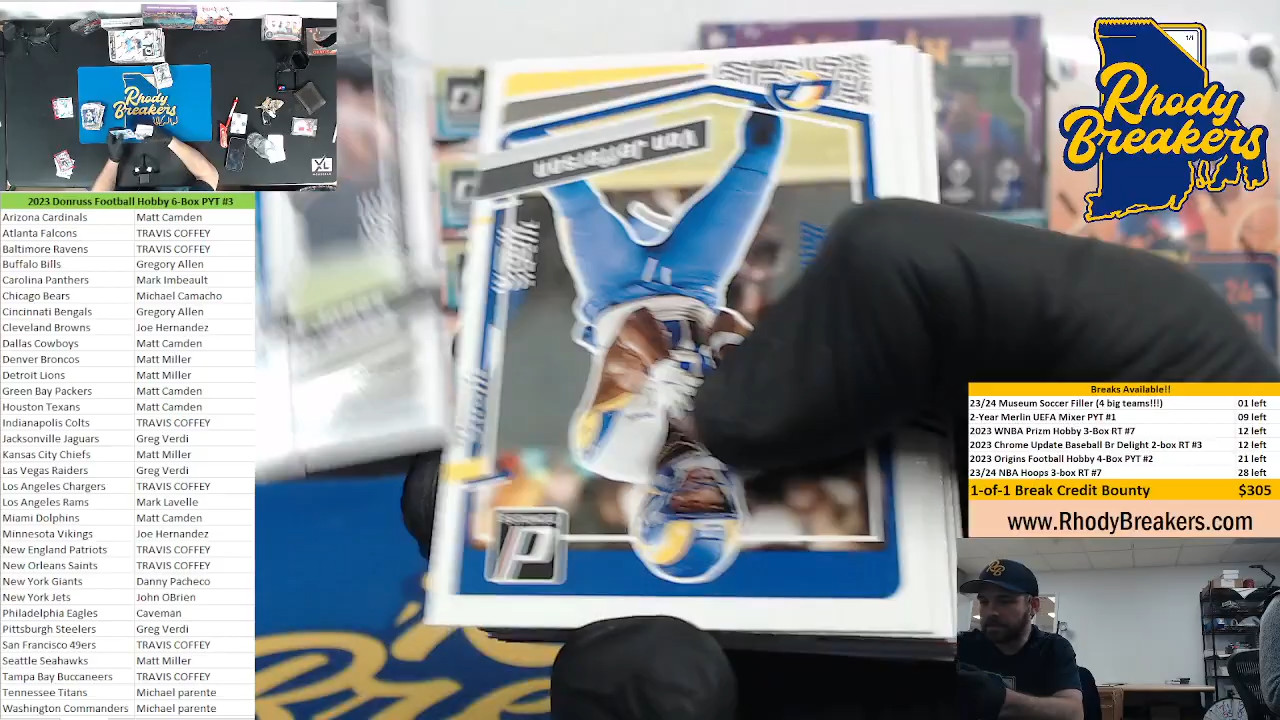 Rhody
Breakers
XL
2023 Donruss Football Hobby 6-Box PYT #3
Arizona Cardinals Matt Camden
Atlanta Falcons TRAVIS COFFEY
Baltimore Ravens TRAVIS COFFEY
Buffalo Bills Gregory Allen
Carolina Panthers Mark Imbeault
Chicago Bears Michael Camacho
Cincinnati Bengals Gregory Allen
Cleveland Browns Joe Hernandez
Dallas Cowboys Matt Camden
Denver Broncos Matt Miller
Detroit Lions Matt Miller
Green Bay Packers Matt Camden
Houston Texans Matt Camden
Indianapolis Colts TRAVIS COFFEY
Jacksonville Jaguars Greg Verdi
Kansas City Chiefs Matt Miller
Las Vegas Raiders Greg Verdi
Los Angeles Chargers TRAVIS COFFEY
Los Angeles Rams Mark Lavelle
Miami Dolphins Matt Camden
Minnesota Vikings Joe Hernandez
New England Patriots TRAVIS COFFEY
New Orleans Saints TRAVIS COFFEY
New York Giants Danny Pacheco
New York Jets John OBrien
Philadelphia Eagles Caveman
Pittsburgh Steelers Greg Verdi
San Francisco 49ers TRAVIS COFFEY
Seattle Seahawks Matt Miller
Tampa Bay Buccaneers TRAVIS COFFEY
Tennessee Titans Michael parente
Washington Commanders Michael parente
Van Jefferson
1/1
Rhody
Breakers
Breaks Available!!
23/24 Museum Soccer Filler (4 big teams!!!) 01 left
2-Year Merlin UEFA Mixer PYT #1 09 left
2023 WNBA Prizm Hobby 3-Box RT #7 12 left
2023 Chrome Update Baseball Br Delight 2-box RT #3 12 left
2023 Origins Football Hobby 4-Box PYT #2 21 left
23/24 NBA Hoops 3-box RT #7 28 left
1-of-1 Break Credit Bounty $305
www.RhodyBreakers.com
RB